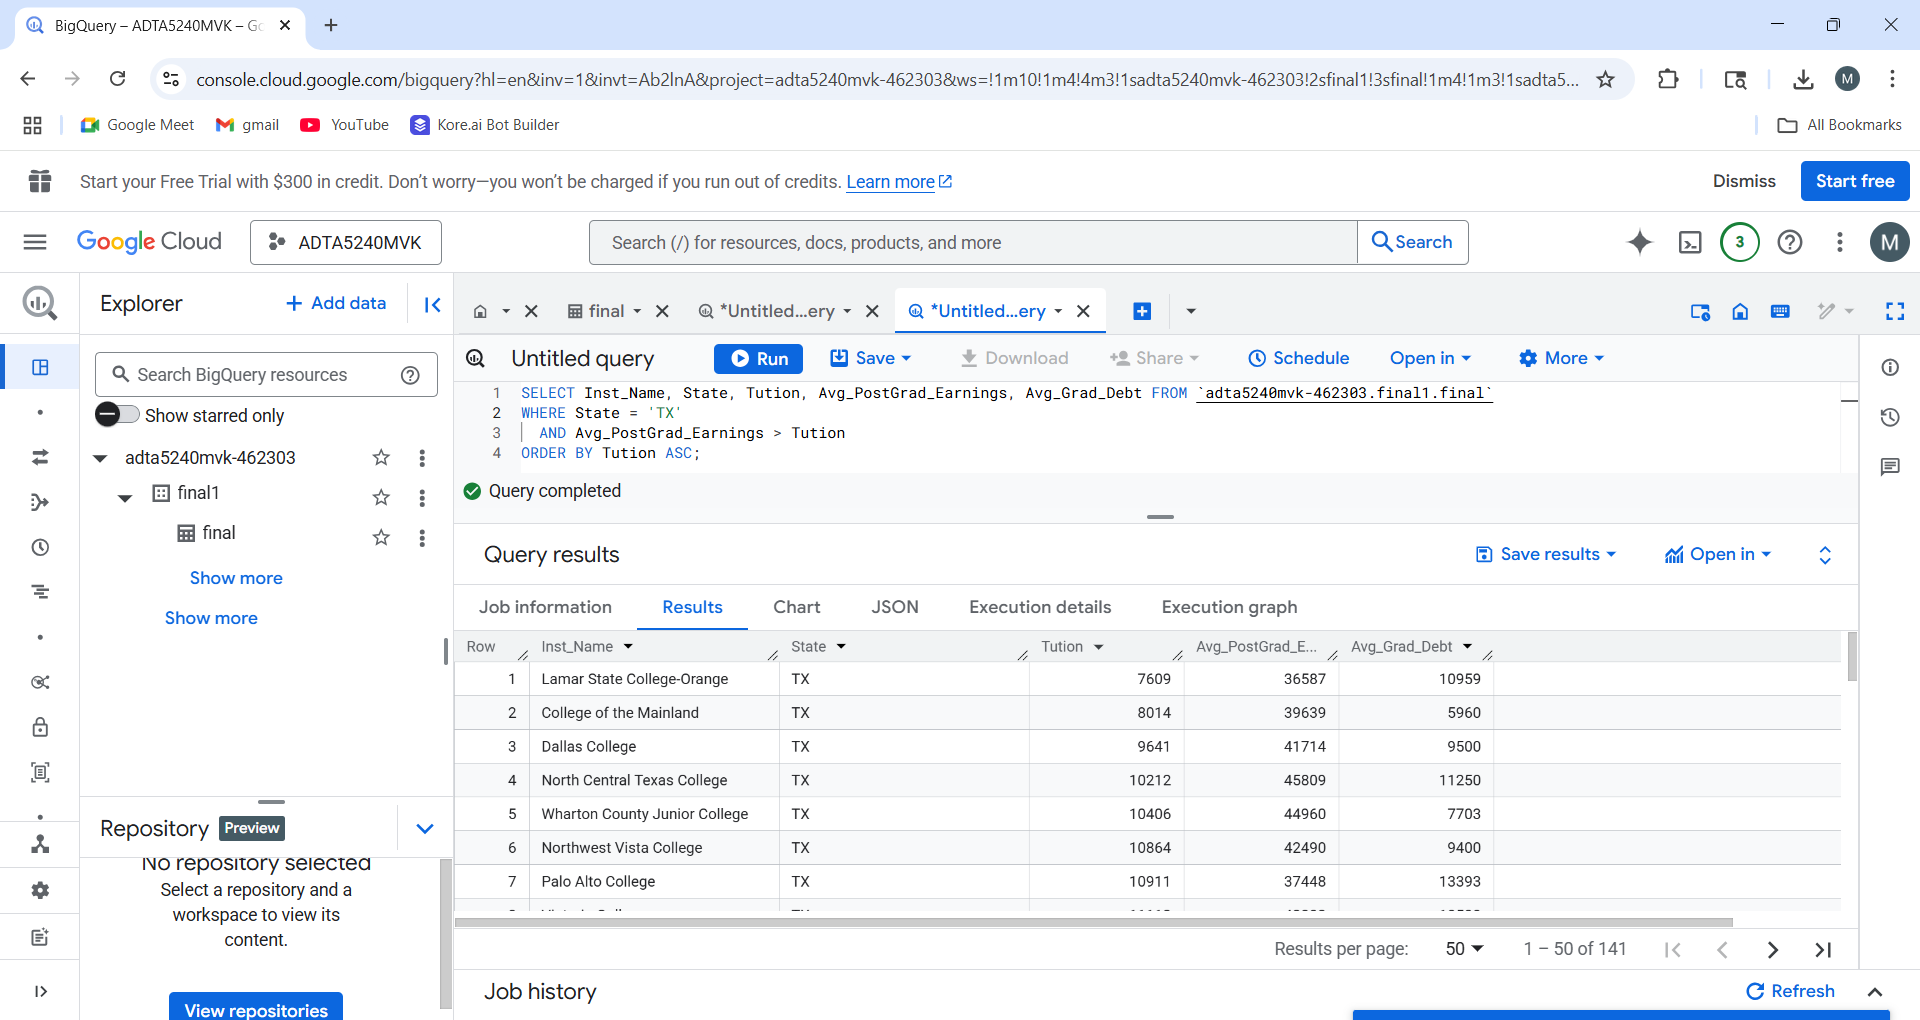 BigQuery – ADTA5240MVK – Go
console.cloud.google.com/bigquery?hl=en&inv=1&invt=Ab2lnA&project=adta5240mvk-462303&ws=!1m10!1m4!4m3!1sadta5240mvk-462303!2sfinal1!3sfinal!1m4!1m3!1sadta5...
M
Google Meet
gmail
YouTube
Kore.ai Bot Builder
All Bookmarks
Start your Free Trial with $300 in credit. Don’t worry—you won’t be charged if you run out of credits. Learn more
Dismiss
Start free
Google Cloud
ADTA5240MVK
Search (/) for resources, docs, products, and more
Search
3
M
Explorer
+ Add data
final
*Untitled...ery
*Untitled...ery
Search BigQuery resources
Show starred only
adta5240mvk-462303
final1
final
Show more
Show more
Repository Preview
No repository selected
Select a repository and a
workspace to view its
content.
View repositories
Untitled query
Run
Save
Download
Share
Schedule
Open in
More
1 SELECT Inst_Name, State, Tution, Avg_PostGrad_Earnings, Avg_Grad_Debt FROM `adta5240mvk-462303.final1.final`
2 WHERE State = 'TX'
3 AND Avg_PostGrad_Earnings > Tution
4 ORDER BY Tution ASC;
Query completed
Query results
Save results
Open in
Job information
Results
Chart
JSON
Execution details
Execution graph
Row Inst_Name State Tution Avg_PostGrad_E... Avg_Grad_Debt
1 Lamar State College-Orange TX 7609 36587 10959
2 College of the Mainland TX 8014 39639 5960
3 Dallas College TX 9641 41714 9500
4 North Central Texas College TX 10212 45809 11250
5 Wharton County Junior College TX 10406 44960 7703
6 Northwest Vista College TX 10864 42490 9400
7 Palo Alto College TX 10911 37448 13393
Results per page: 50 1 – 50 of 141
Job history
Refresh